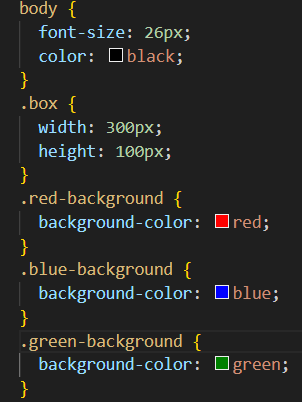 body {
  font-size: 26px;
  color: black;
}
.box {
  width: 300px;
  height: 100px;
}
.red-background {
  background-color: red;
}
.blue-background {
  background-color: blue;
}
.green-background {
  background-color: green;
}